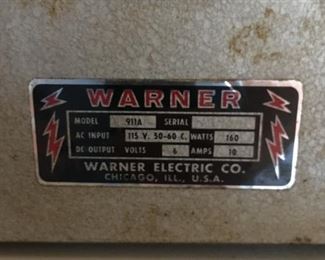 WARNER
MODEL 911A SERIAL
AC INPUT 115 V. 50-60 C. WATTS 160
DC OUTPUT VOLTS 6 AMPS 10
WARNER ELECTRIC CO.
CHICAGO, ILL., U.S.A.